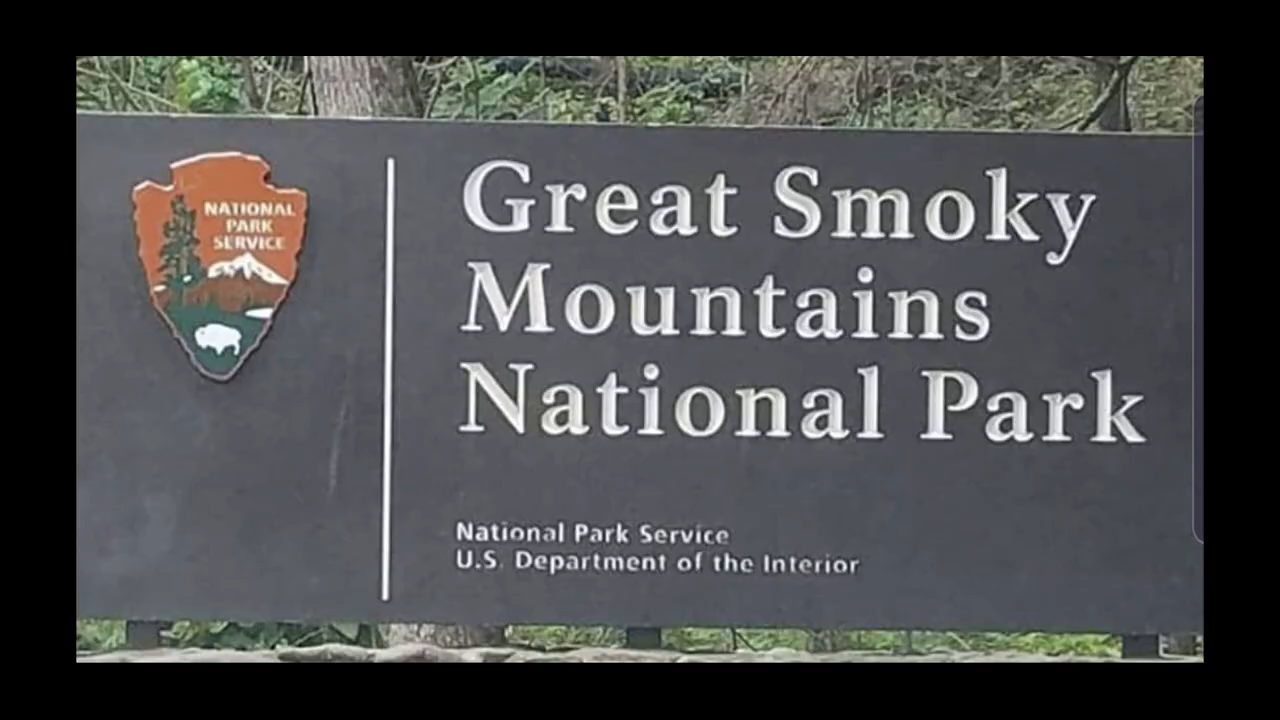 NATIONAL
PARK
SERVICE
Great Smoky
Mountains
National Park
National Park Service
U.S. Department of the Interior